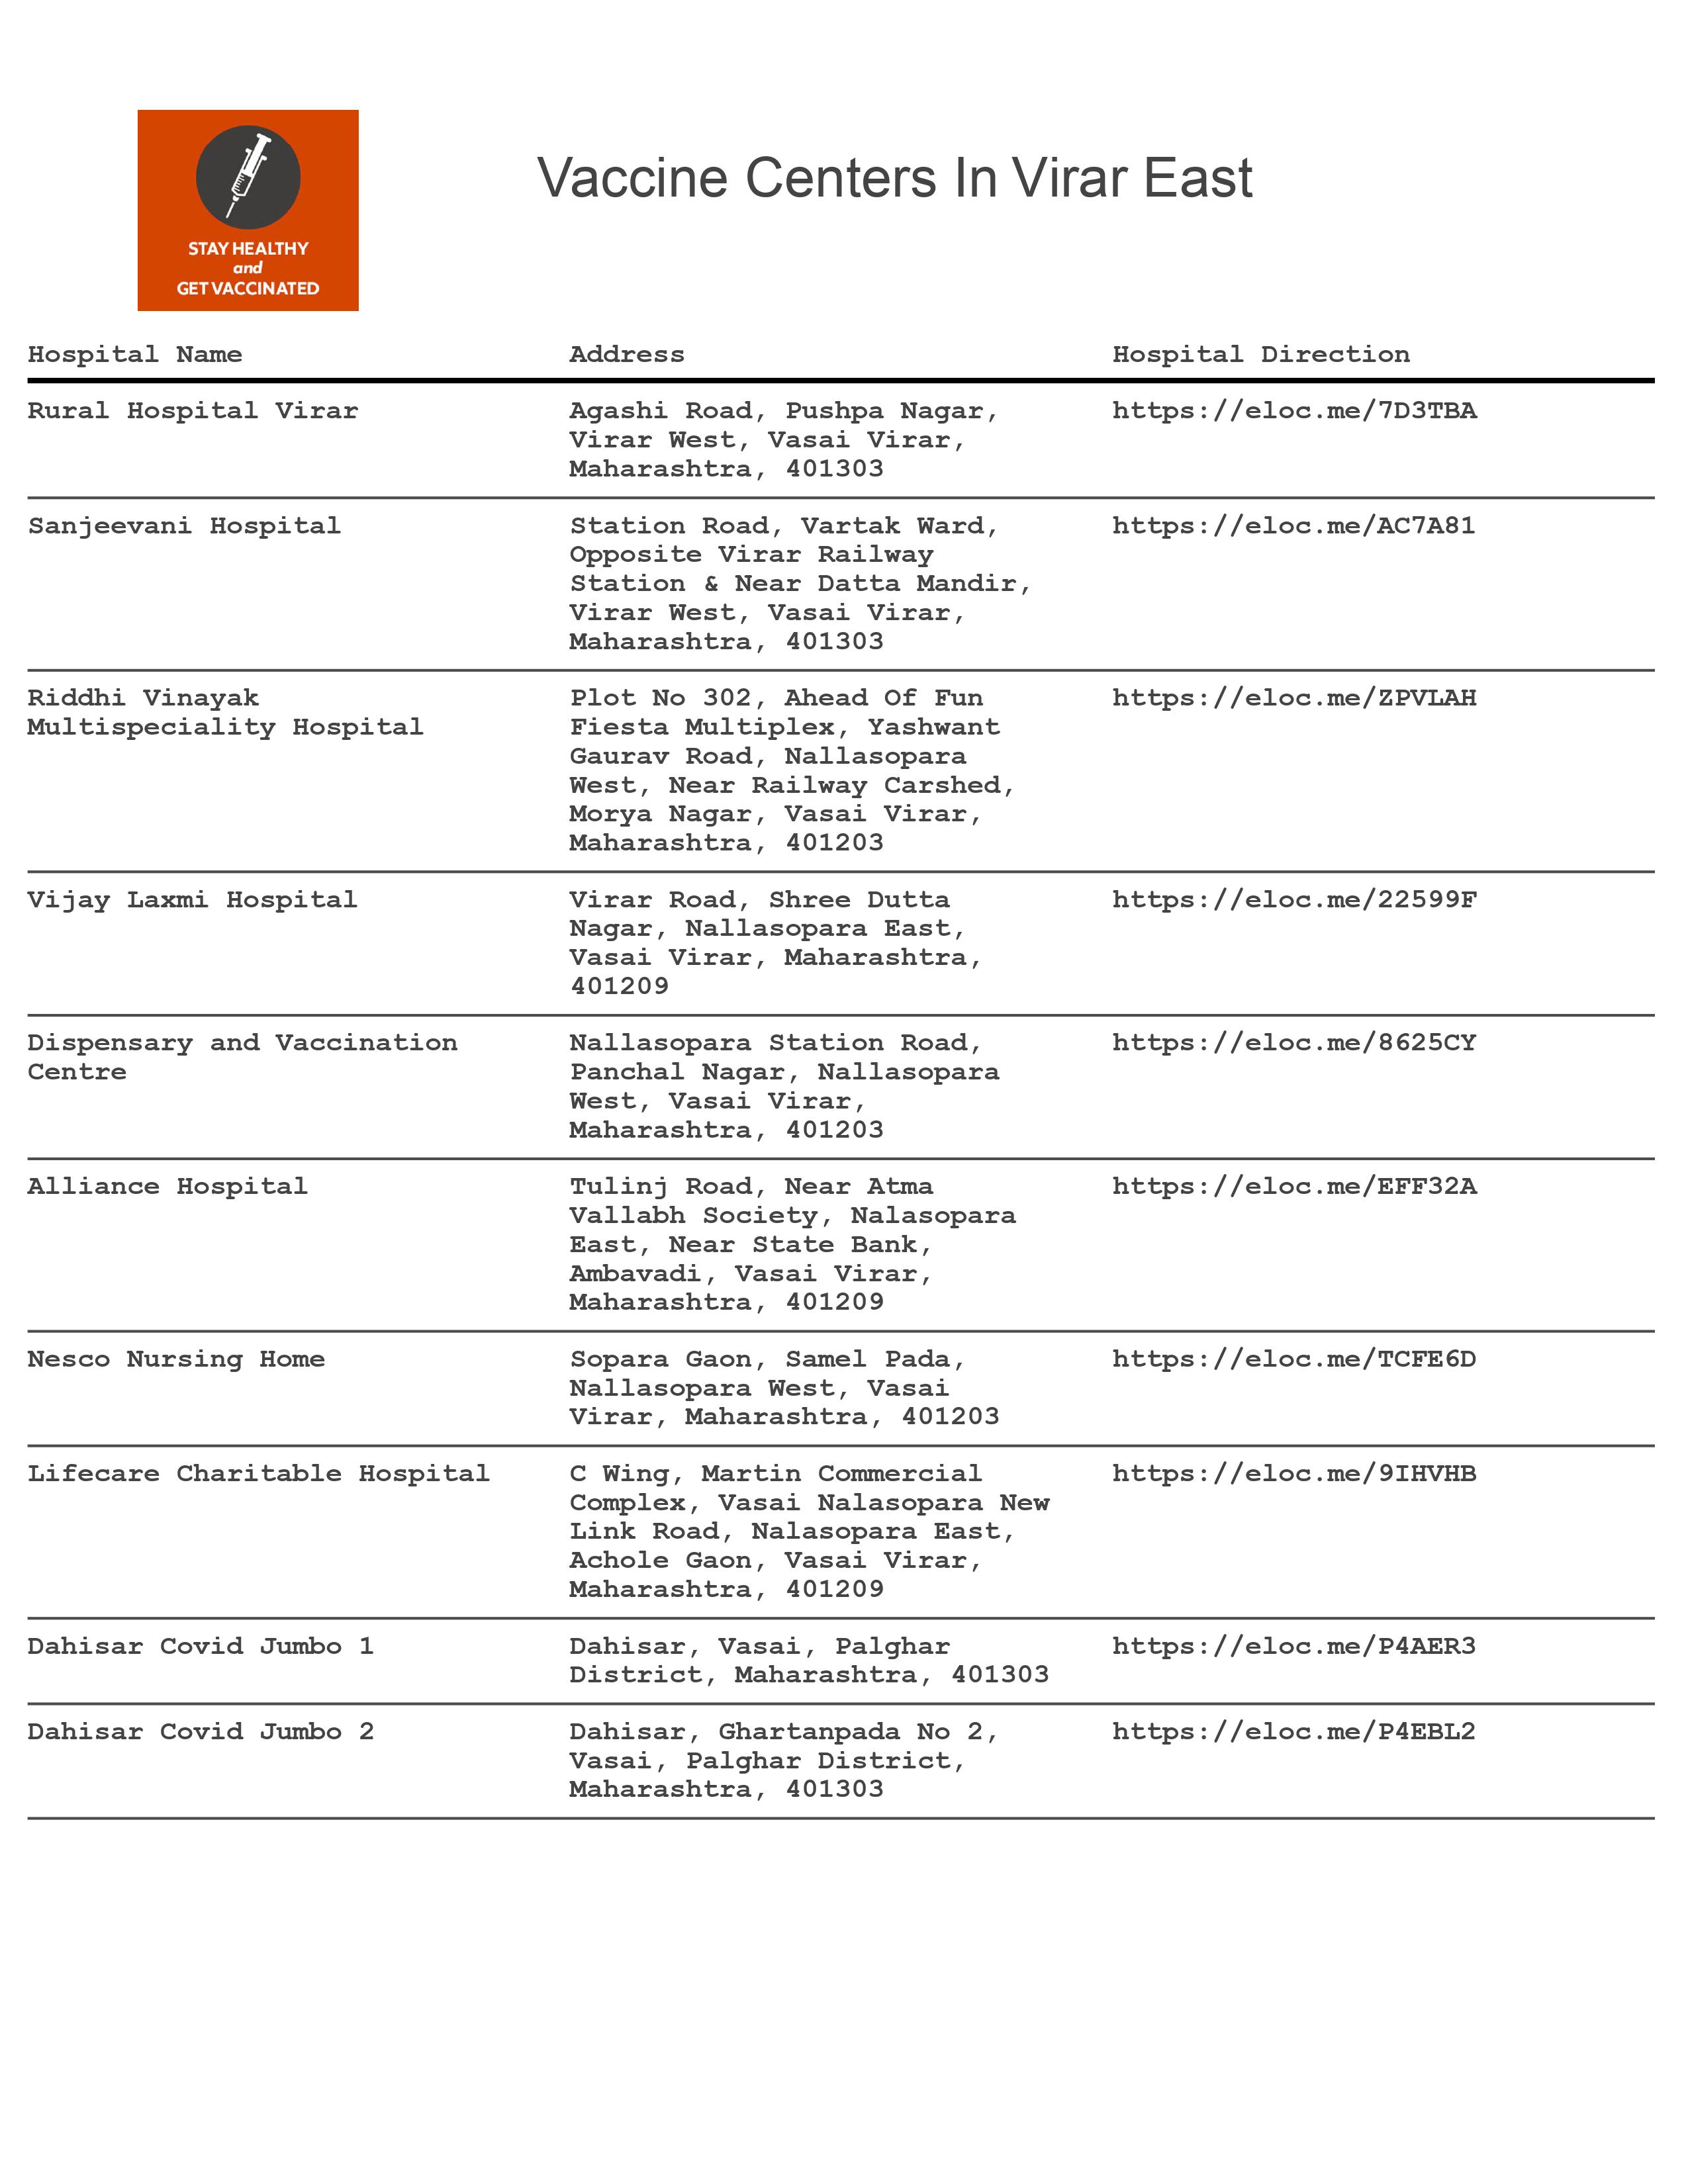 STAY HEALTHY
and
GET VACCINATED
Vaccine Centers In Virar East
Hospital Name Address Hospital Direction
Rural Hospital Virar Agashi Road, Pushpa Nagar, https://eloc.me/7D3TBA
Virar West, Vasai Virar,
Maharashtra, 401303
Sanjeevani Hospital Station Road, Vartak Ward, https://eloc.me/AC7A81
Opposite Virar Railway
Station & Near Datta Mandir,
Virar West, Vasai Virar,
Maharashtra, 401303
Riddhi Vinayak Plot No 302, Ahead Of Fun https://eloc.me/ZPVLAH
Multispeciality Hospital Fiesta Multiplex, Yashwant
Gaurav Road, Nallasopara
West, Near Railway Carshed,
Morya Nagar, Vasai Virar,
Maharashtra, 401203
Vijay Laxmi Hospital Virar Road, Shree Dutta https://eloc.me/22599F
Nagar, Nallasopara East,
Vasai Virar, Maharashtra,
401209
Dispensary and Vaccination Nallasopara Station Road, https://eloc.me/8625CY
Centre Panchal Nagar, Nallasopara
West, Vasai Virar,
Maharashtra, 401203
Alliance Hospital Tulinj Road, Near Atma https://eloc.me/EFF32A
Vallabh Society, Nalasopara
East, Near State Bank,
Ambavadi, Vasai Virar,
Maharashtra, 401209
Nesco Nursing Home Sopara Gaon, Samel Pada, https://eloc.me/TCFE6D
Nallasopara West, Vasai
Virar, Maharashtra, 401203
Lifecare Charitable Hospital C Wing, Martin Commercial https://eloc.me/9IHVHB
Complex, Vasai Nalasopara New
Link Road, Nalasopara East,
Achole Gaon, Vasai Virar,
Maharashtra, 401209
Dahisar Covid Jumbo 1 Dahisar, Vasai, Palghar https://eloc.me/P4AER3
District, Maharashtra, 401303
Dahisar Covid Jumbo 2 Dahisar, Ghartanpada No 2, https://eloc.me/P4EBL2
Vasai, Palghar District,
Maharashtra, 401303